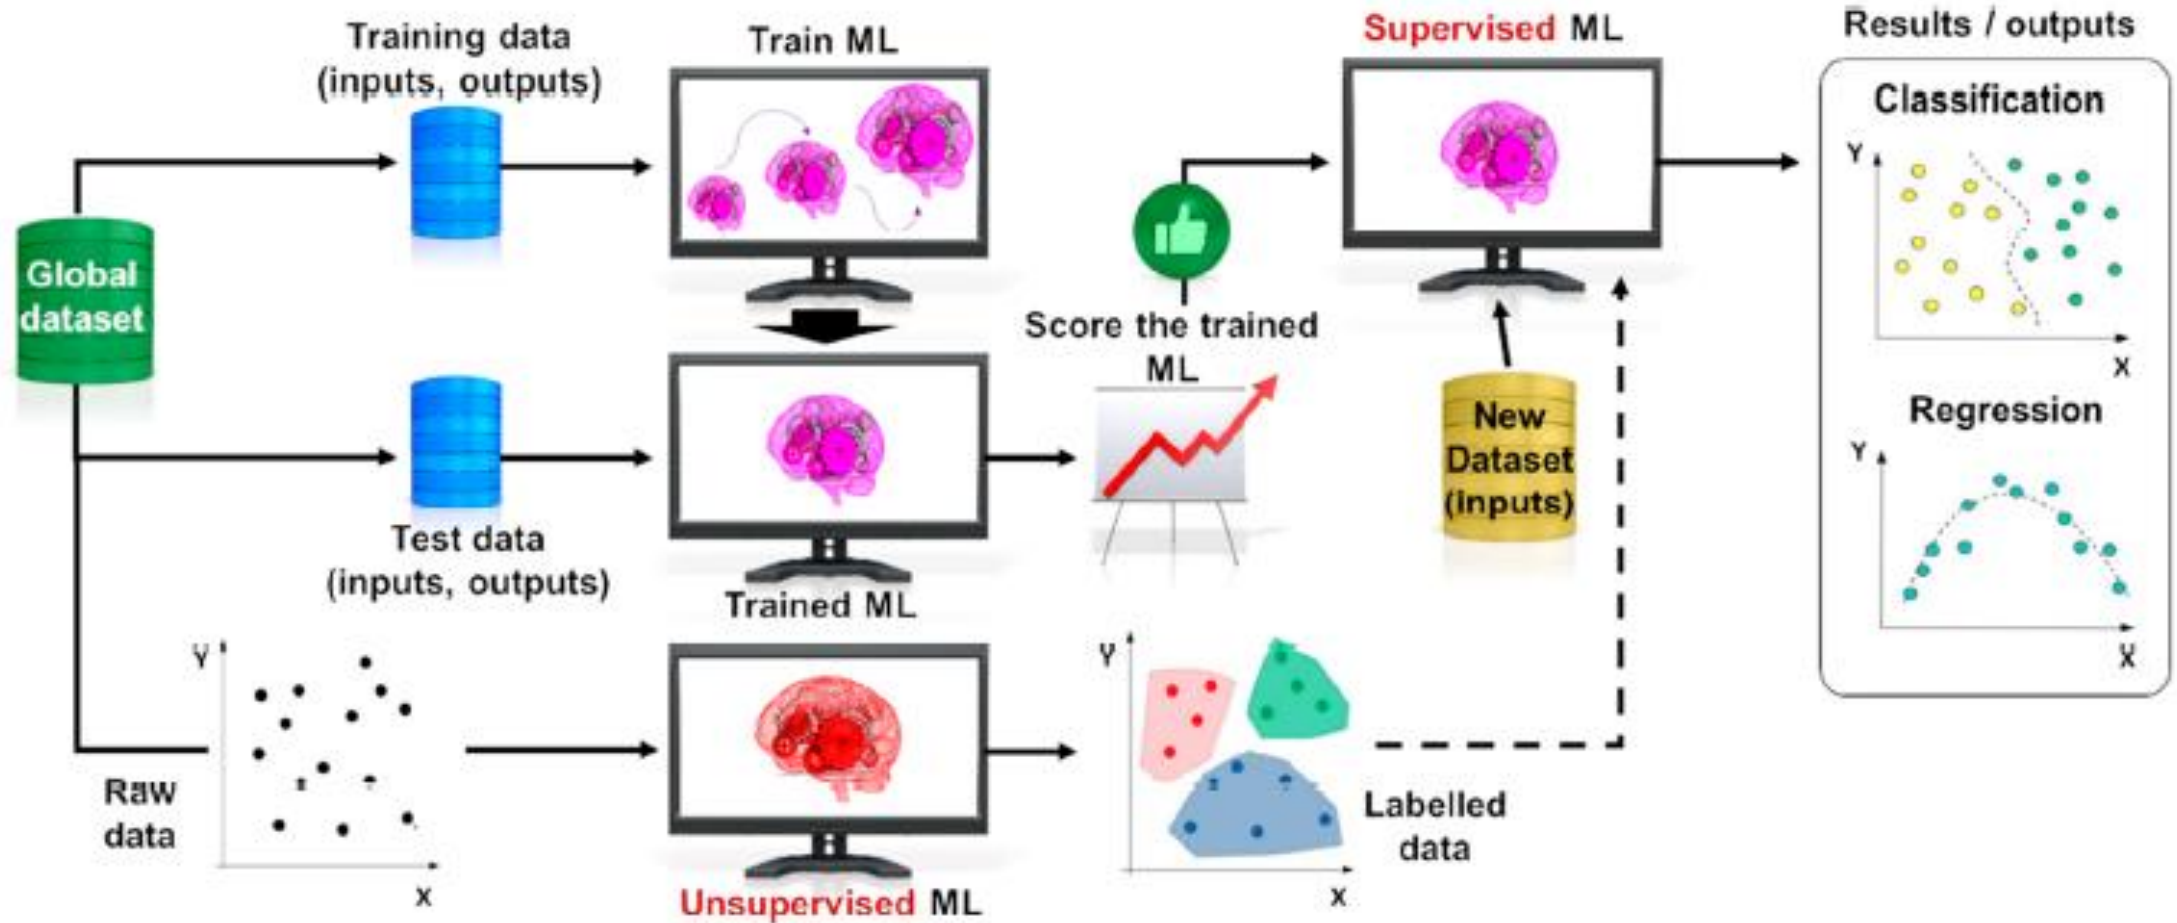 Training data
(inputs, outputs)
Train ML
Supervised ML
Results / outputs
Classification
Y
X
Global
dataset
Score the trained
ML
New
Dataset
(inputs)
Regression
Y
X
Test data
(inputs, outputs)
Trained ML
Y
X
Raw
data
Unsupervised ML
Y
X
Labelled
data